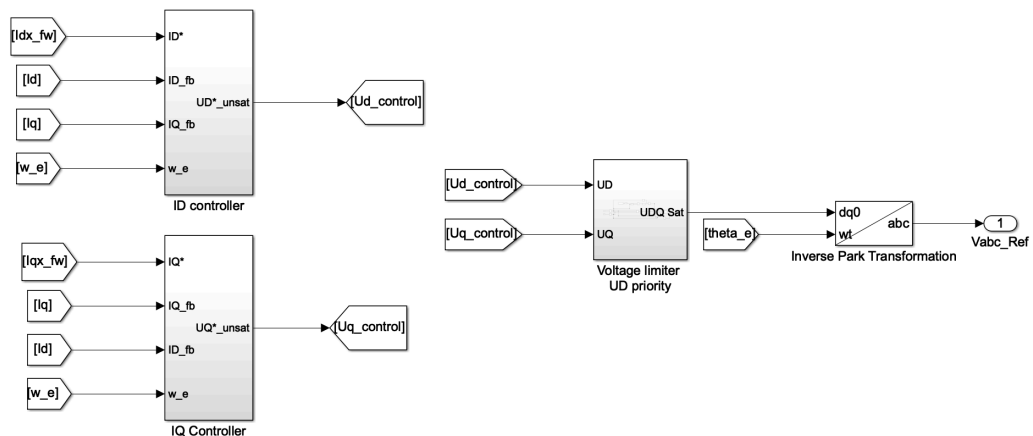 [Idx_fw]
ID*
[Id]
ID_fb
UD*_unsat
[Ud_control]
[Iq]
IQ_fb
[w_e]
w_e
ID controller
[Iqx_fw]
IQ*
[Iq]
IQ_fb
UQ*_unsat
[Uq_control]
[Id]
ID_fb
[w_e]
w_e
IQ Controller
[Ud_control]
UD
UDQ Sat
[Uq_control]
UQ
Voltage limiter
UD priority
[theta_e]
dq0
abc
wt
Inverse Park Transformation
1
Vabc_Ref